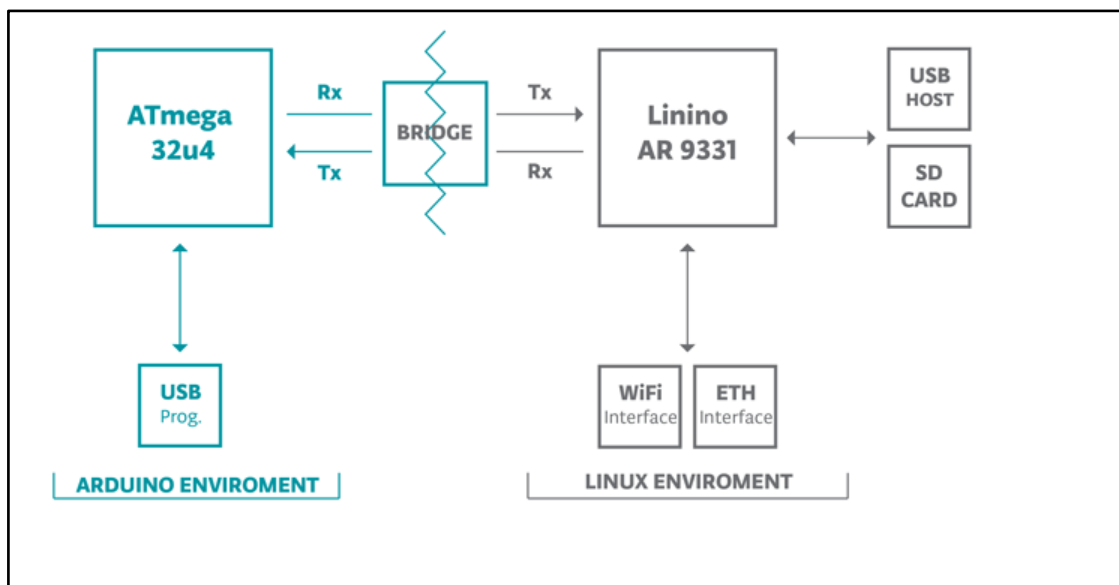 ATmega
32u4
Rx
Tx
BRIDGE
Tx
Rx
Linino
AR 9331
USB
HOST
SD
CARD
USB
Prog.
WiFi
Interface
ETH
Interface
ARDUINO ENVIROMENT
LINUX ENVIROMENT